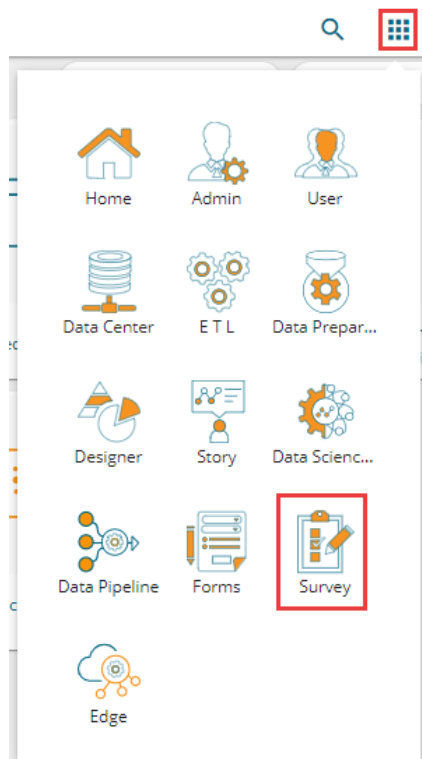 Home Admin User
Data Center E T L Data Prepar...
Designer Story Data Scienc...
Data Pipeline Forms Survey
Edge